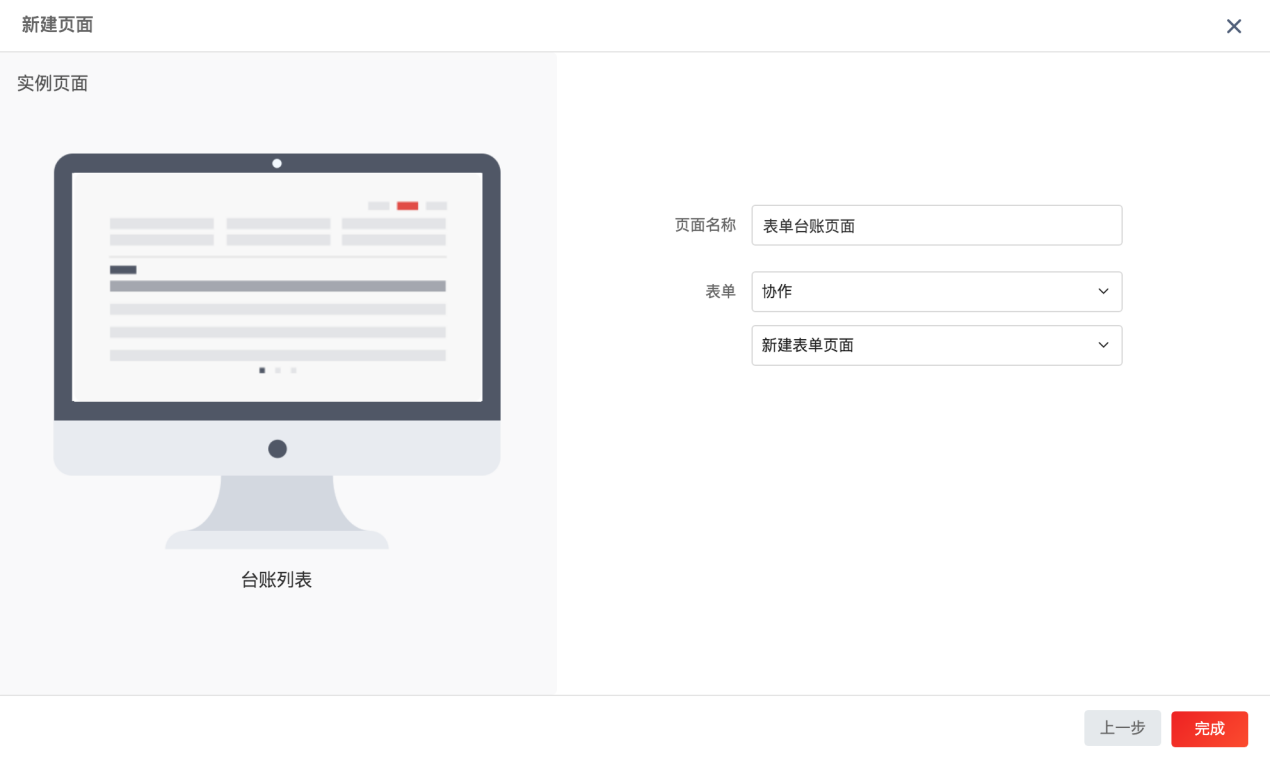 新建页面
实例页面
页面名称
表单台账页面
表单
协作
新建表单页面
台账列表
上一步
完成